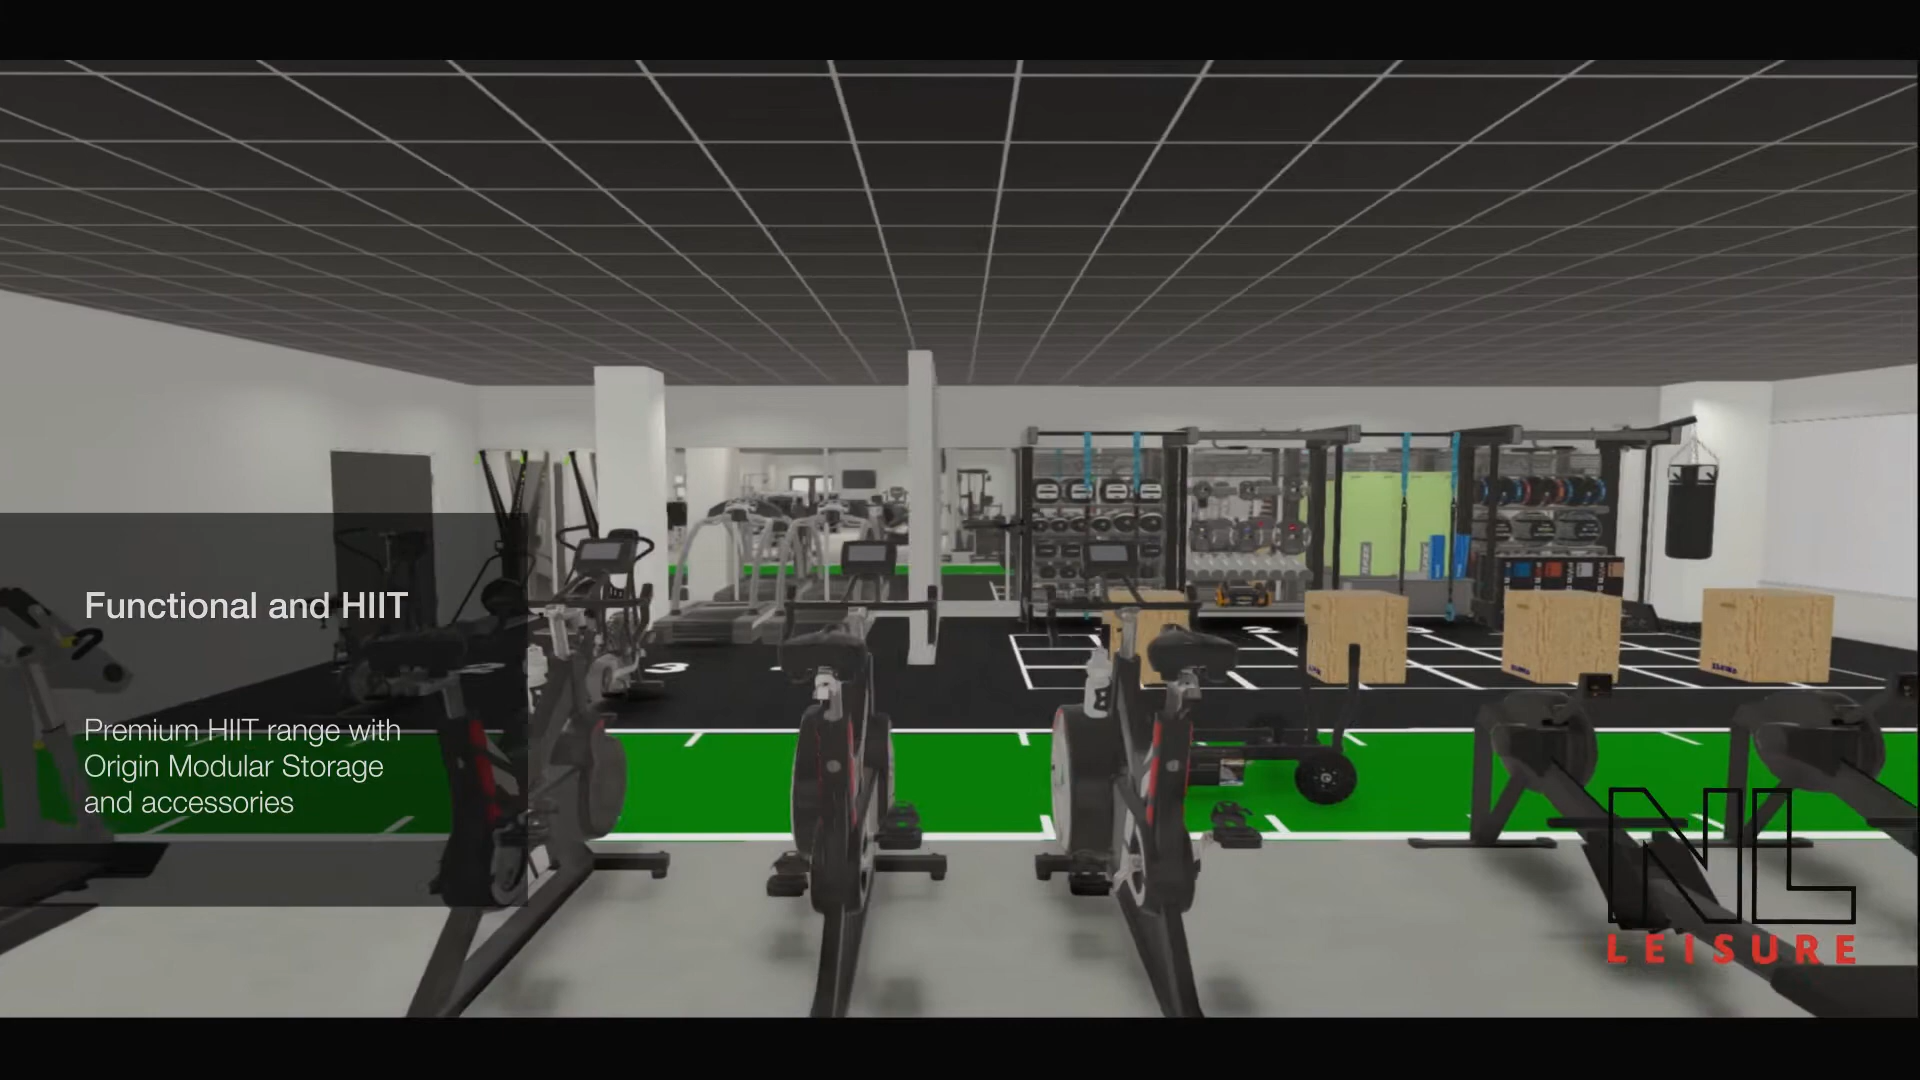 Functional and HIIT
Premium HIIT range with
Origin Modular Storage
and accessories
NL
LEISURE